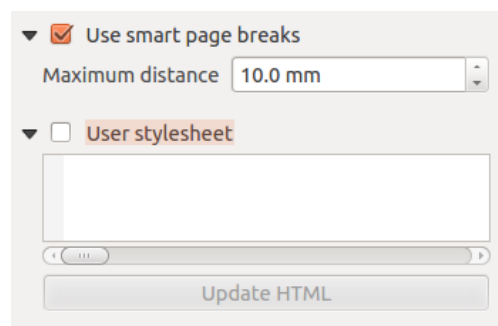 Use smart page breaks
Maximum distance 10.0 mm
User stylesheet
Update HTML